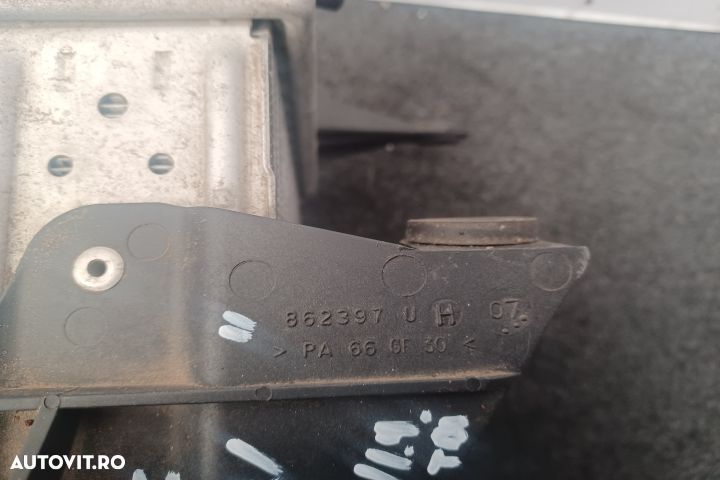 862397 U H 07
> PA 66 GF 30 <
AUTOVIT.RO